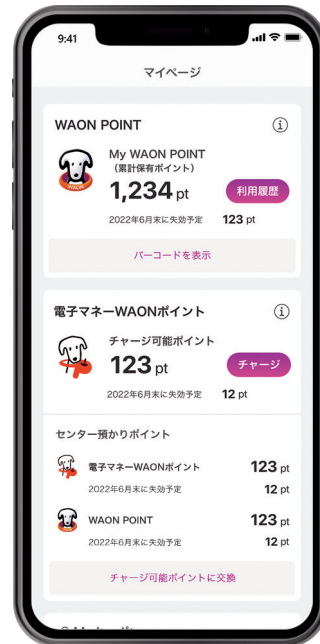 9:41
マイページ
WAON POINT
My WAON POINT
(累計保有ポイント)
1,234 pt
利用履歴
2022年6月末に失効予定 123 pt
バーコードを表示
電子マネーWAONポイント
チャージ可能ポイント
123 pt
チャージ
2022年6月末に失効予定 12 pt
センター預かりポイント
電子マネーWAONポイント 123 pt
2022年6月末に失効予定 12 pt
WAON
WAON POINT 123 pt
2022年6月末に失効予定 12 pt
チャージ可能ポイントに交換